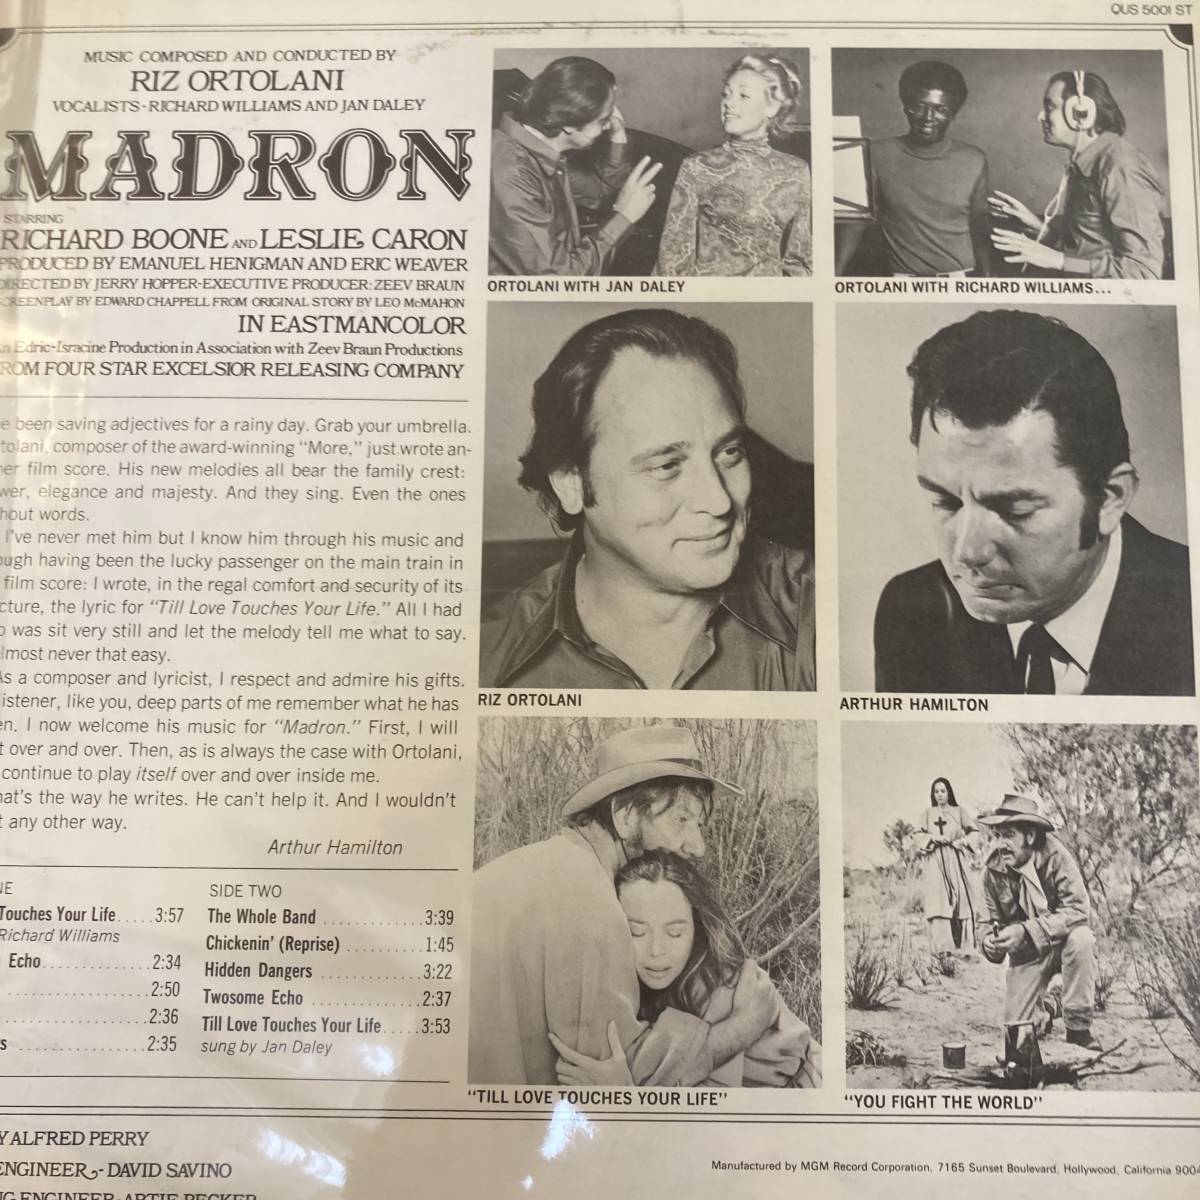 QUS 5001 ST
MUSIC COMPOSED AND CONDUCTED BY
RIZ ORTOLANI
VOCALISTS-RICHARD WILLIAMS AND JAN DALEY
MADRON
STARRING
RICHARD BOONE AND LESLIE CARON
PRODUCED BY EMANUEL HENIGMAN AND ERIC WEAVER
DIRECTED BY JERRY HOPPER-EXECUTIVE PRODUCER: ZEEV BRAUN
SCREENPLAY BY EDWARD CHAPPELL FROM ORIGINAL STORY BY LEO McMAHON
IN EASTMANCOLOR
An Edric-Isracine Production in Association with Zeev Braun Productions
FROM FOUR STAR EXCELSIOR RELEASING COMPANY
been saving adjectives for a rainy day. Grab your umbrella.
tolani, composer of the award-winning "More," just wrote an-
er film score. His new melodies all bear the family crest:
wer, elegance and majesty. And they sing. Even the ones
hout words.
I've never met him but I know him through his music and
ough having been the lucky passenger on the main train in
film score: I wrote, in the regal comfort and security of its
cture, the lyric for "Till Love Touches Your Life." All I had
o was sit very still and let the melody tell me what to say.
lmost never that easy.
As a composer and lyricist, I respect and admire his gifts.
listener, like you, deep parts of me remember what he has
en. I now welcome his music for "Madron." First, I will
t over and over. Then, as is always the case with Ortolani,
continue to play itself over and over inside me.
hat's the way he writes. He can't help it. And I wouldn't
t any other way.
Arthur Hamilton
NE
Touches Your Life.....3:57
Richard Williams
Echo..............2:34
..................2:50
..................2:36
s ................2:35
SIDE TWO
The Whole Band ............3:39
Chickenin' (Reprise) .........1:45
Hidden Dangers ............3:22
Twosome Echo .............2:37
Till Love Touches Your Life.....3:53
sung by Jan Daley
Y ALFRED PERRY
ENGINEER-DAVID SAVINO
NG ENGINEER-ARTIE BECKER
ORTOLANI WITH JAN DALEY
ORTOLANI WITH RICHARD WILLIAMS...
RIZ ORTOLANI
ARTHUR HAMILTON
"TILL LOVE TOUCHES YOUR LIFE"
"YOU FIGHT THE WORLD"
Manufactured by MGM Record Corporation, 7165 Sunset Boulevard, Hollywood, California 9004